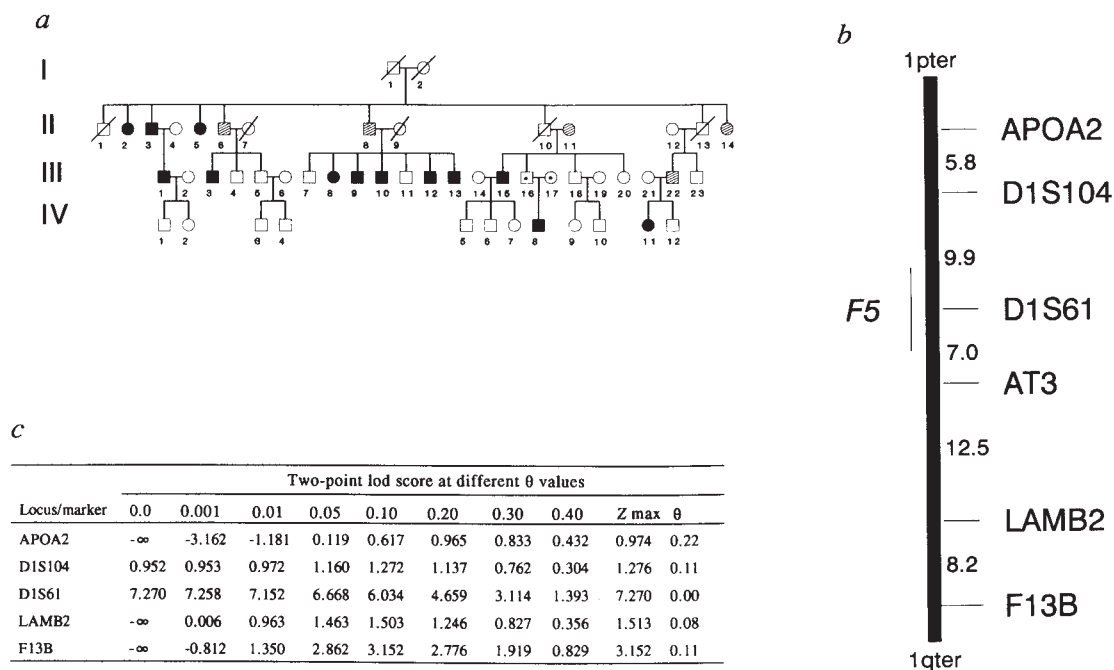 a
I
1 2
II
1 2 3 4 5 6 7 8 9 10 11 12 13 14
III
1 2 3 4 5 6 7 8 9 10 11 12 13 14 15 16 17 18 19 20 21 22 23
IV
1 2 3 4 5 6 7 8 9 10 11 12
b
1pter
APOA2
5.8
D1S104
9.9
F5
D1S61
7.0
AT3
12.5
LAMB2
8.2
F13B
1qter
c
Two-point lod score at different θ values
Locus/marker 0.0 0.001 0.01 0.05 0.10 0.20 0.30 0.40 Z max θ
APOA2 -∞ -3.162 -1.181 0.119 0.617 0.965 0.833 0.432 0.974 0.22
D1S104 0.952 0.953 0.972 1.160 1.272 1.137 0.762 0.304 1.276 0.11
D1S61 7.270 7.258 7.152 6.668 6.034 4.659 3.114 1.393 7.270 0.00
LAMB2 -∞ 0.006 0.963 1.463 1.503 1.246 0.827 0.356 1.513 0.08
F13B -∞ -0.812 1.350 2.862 3.152 2.776 1.919 0.829 3.152 0.11